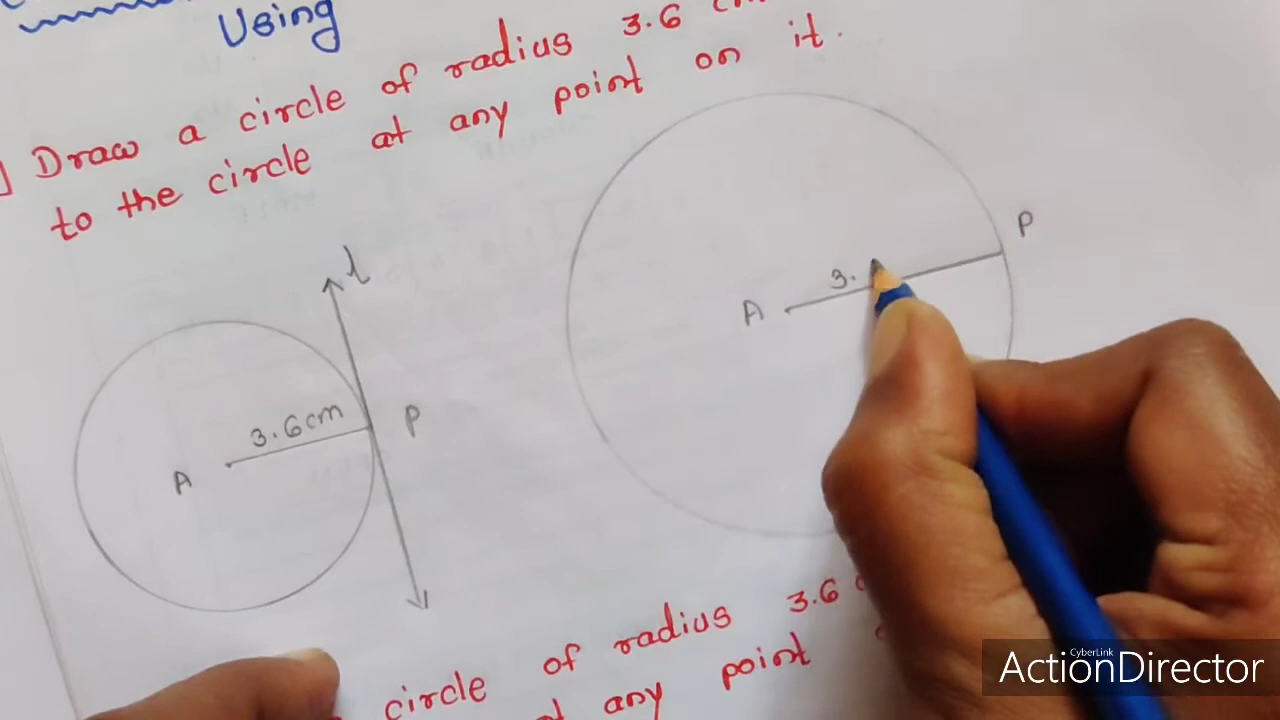 Using
Draw a circle of radius 3.6
to the circle at any point on it.
l
P
3.
A
3.6cm
P
A
circle of radius 3.6
any point
CyberLink
ActionDirector